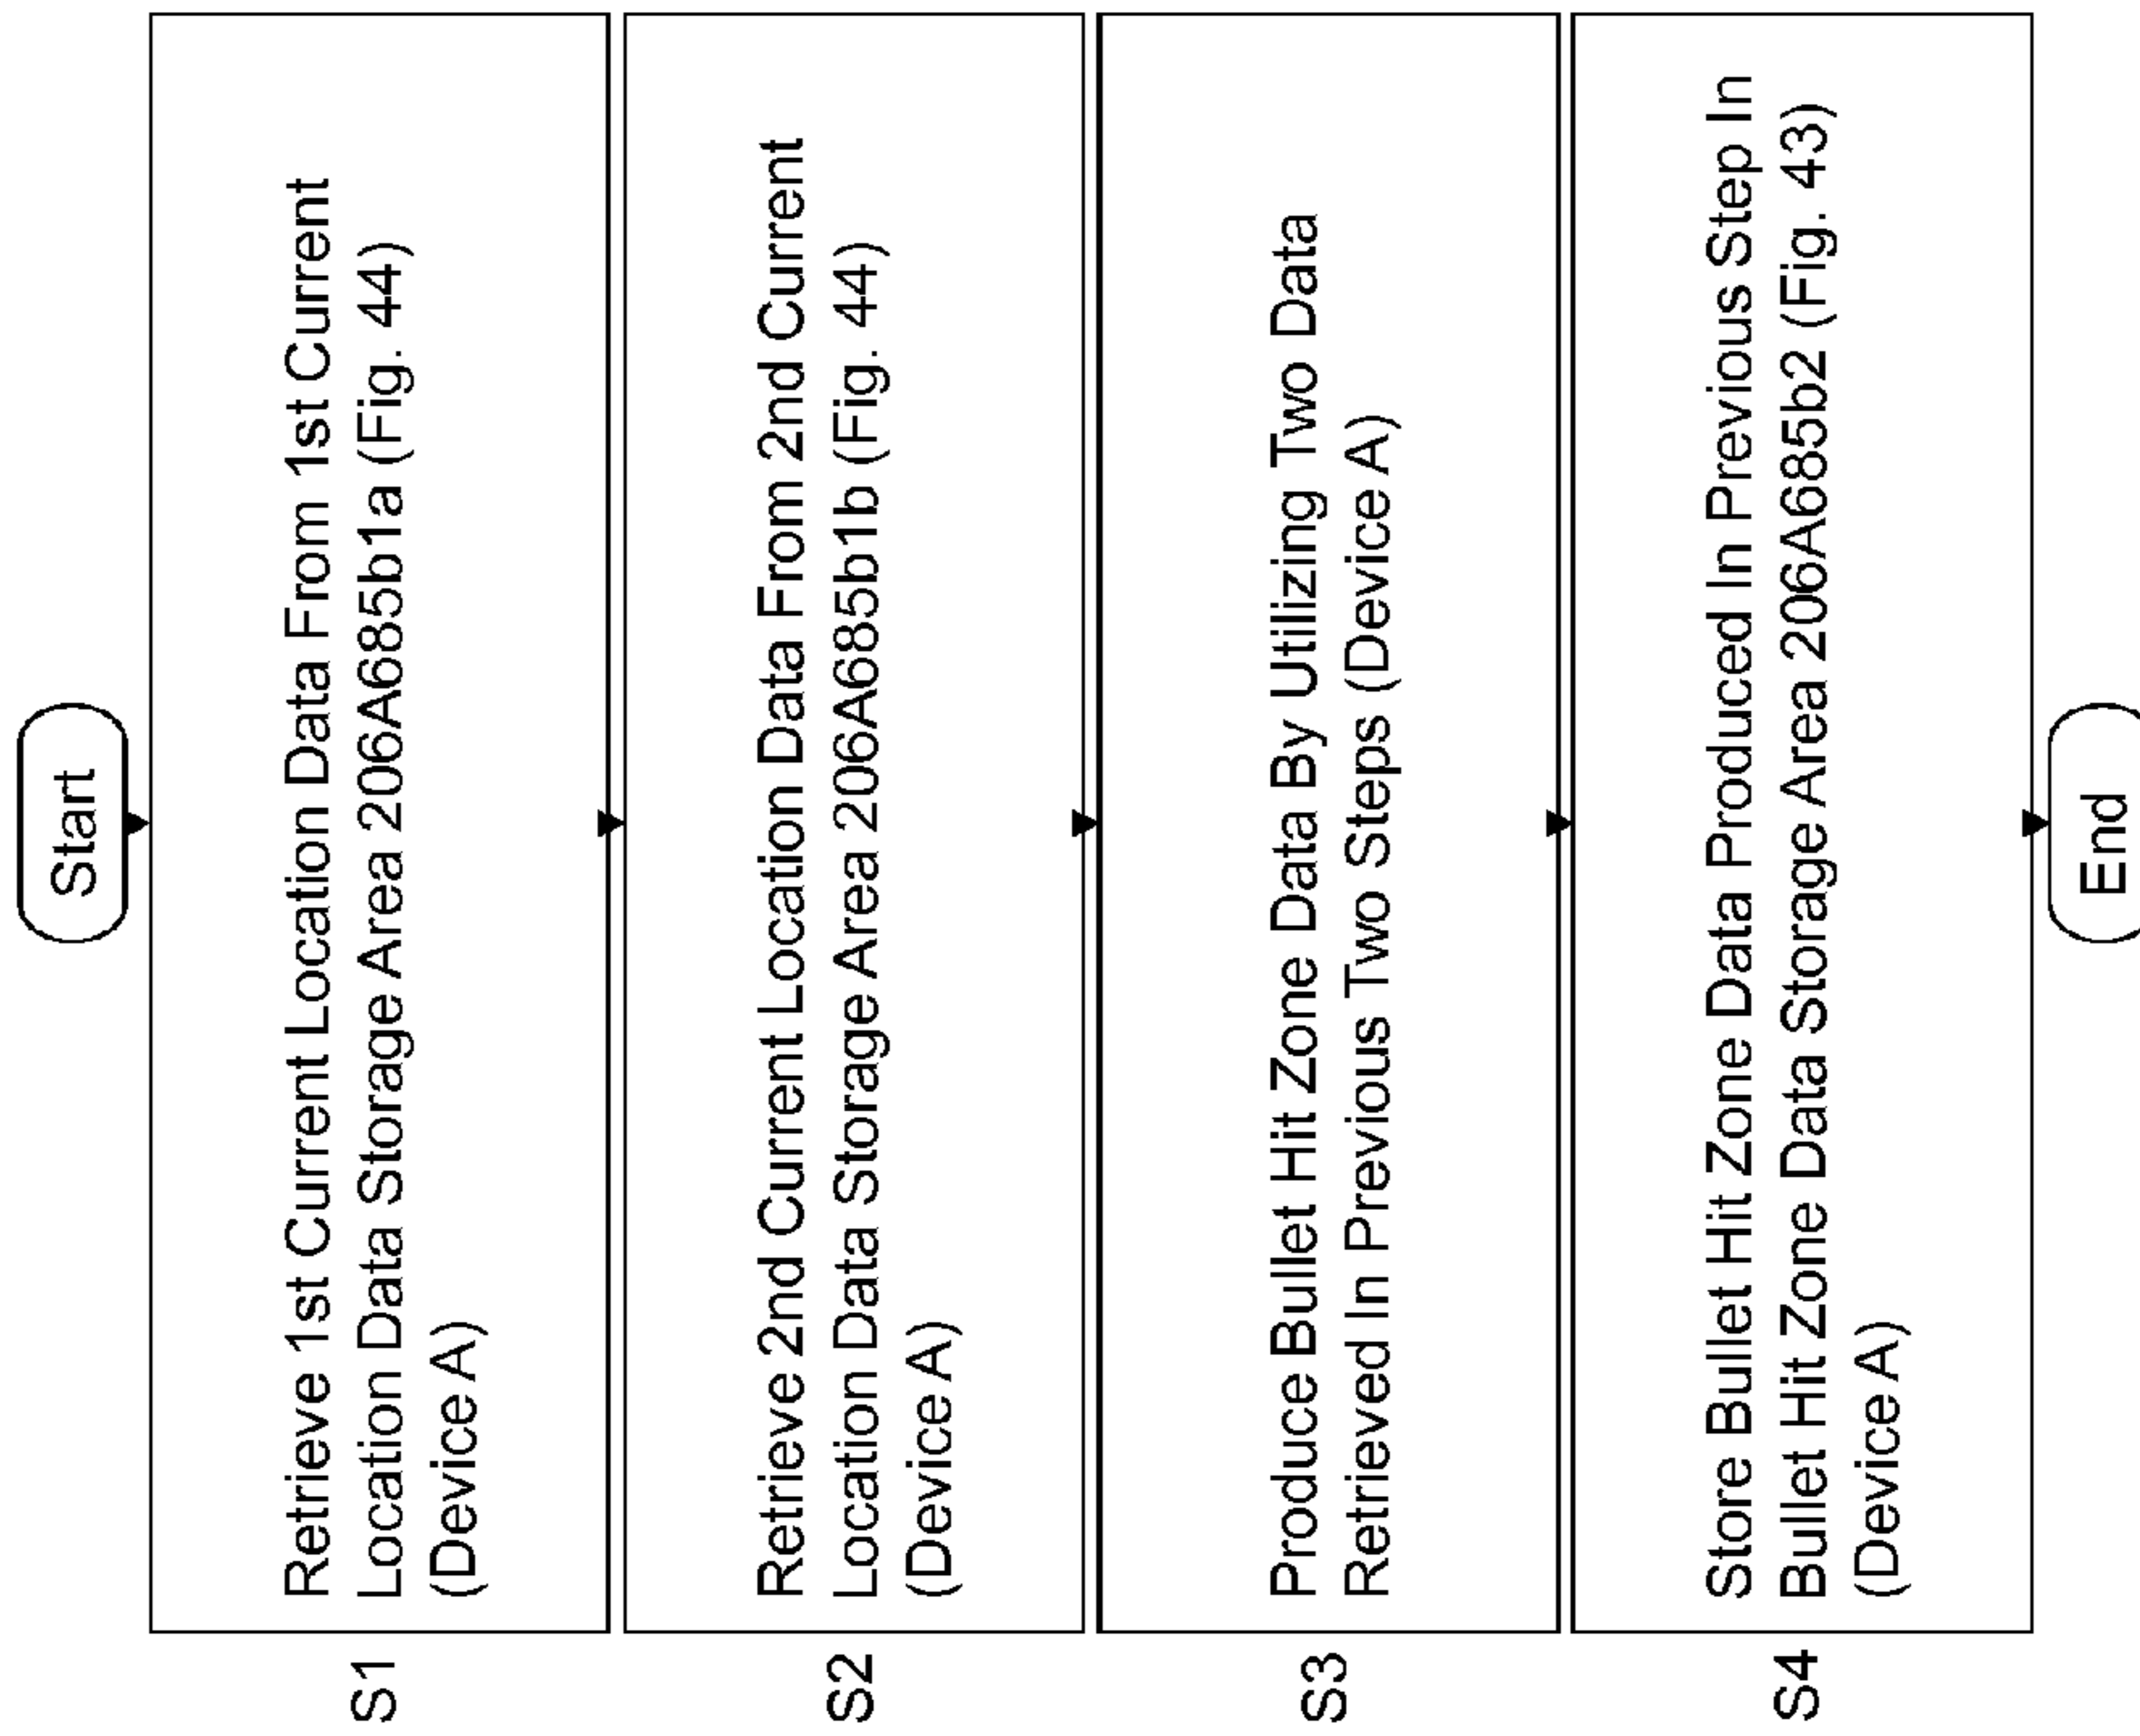 Start
S1
Retrieve 1st Current Location Data From 1st Current
Location Data Storage Area 206A685b1a (Fig. 44)
(Device A)
S2
Retrieve 2nd Current Location Data From 2nd Current
Location Data Storage Area 206A685b1b (Fig. 44)
(Device A)
S3
Produce Bullet Hit Zone Data By Utilizing Two Data
Retrieved In Previous Two Steps (Device A)
S4
Store Bullet Hit Zone Data Produced In Previous Step In
Bullet Hit Zone Data Storage Area 206A685b2 (Fig. 43)
(Device A)
End